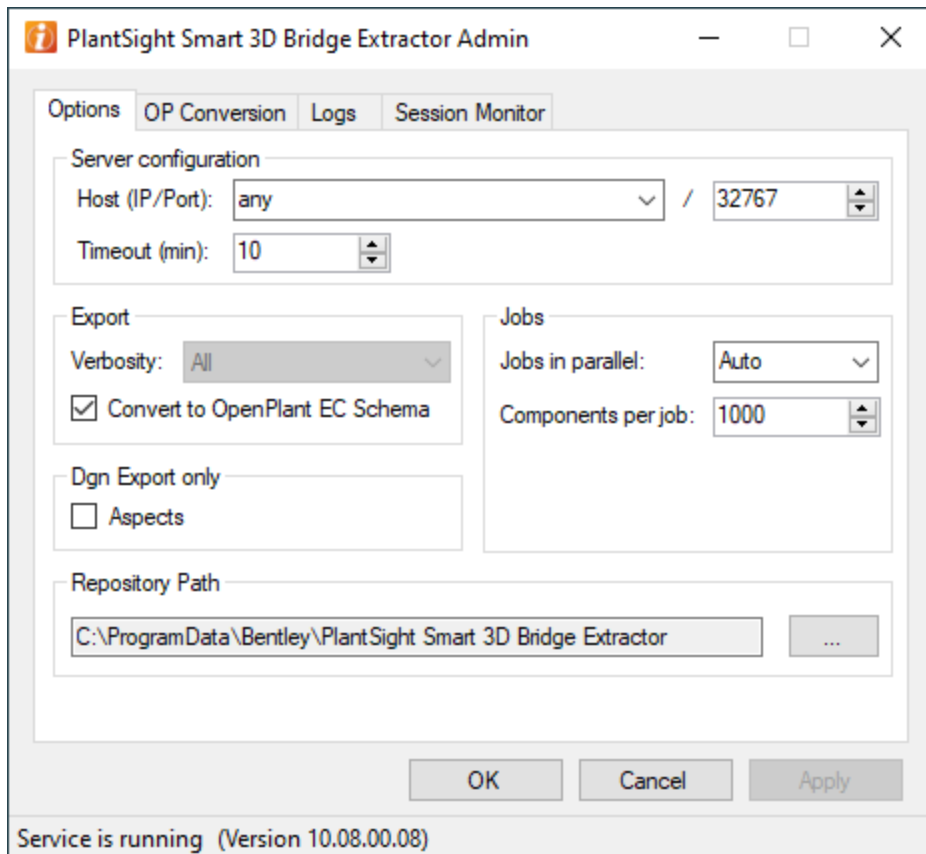 PlantSight Smart 3D Bridge Extractor Admin
Options OP Conversion Logs Session Monitor
Server configuration
Host (IP/Port): any / 32767
Timeout (min): 10
Export Jobs
Verbosity: All Jobs in parallel: Auto
Convert to OpenPlant EC Schema Components per job: 1000
Dgn Export only
Aspects
Repository Path
C:\ProgramData\Bentley\PlantSight Smart 3D Bridge Extractor ...
OK Cancel Apply
Service is running (Version 10.08.00.08)